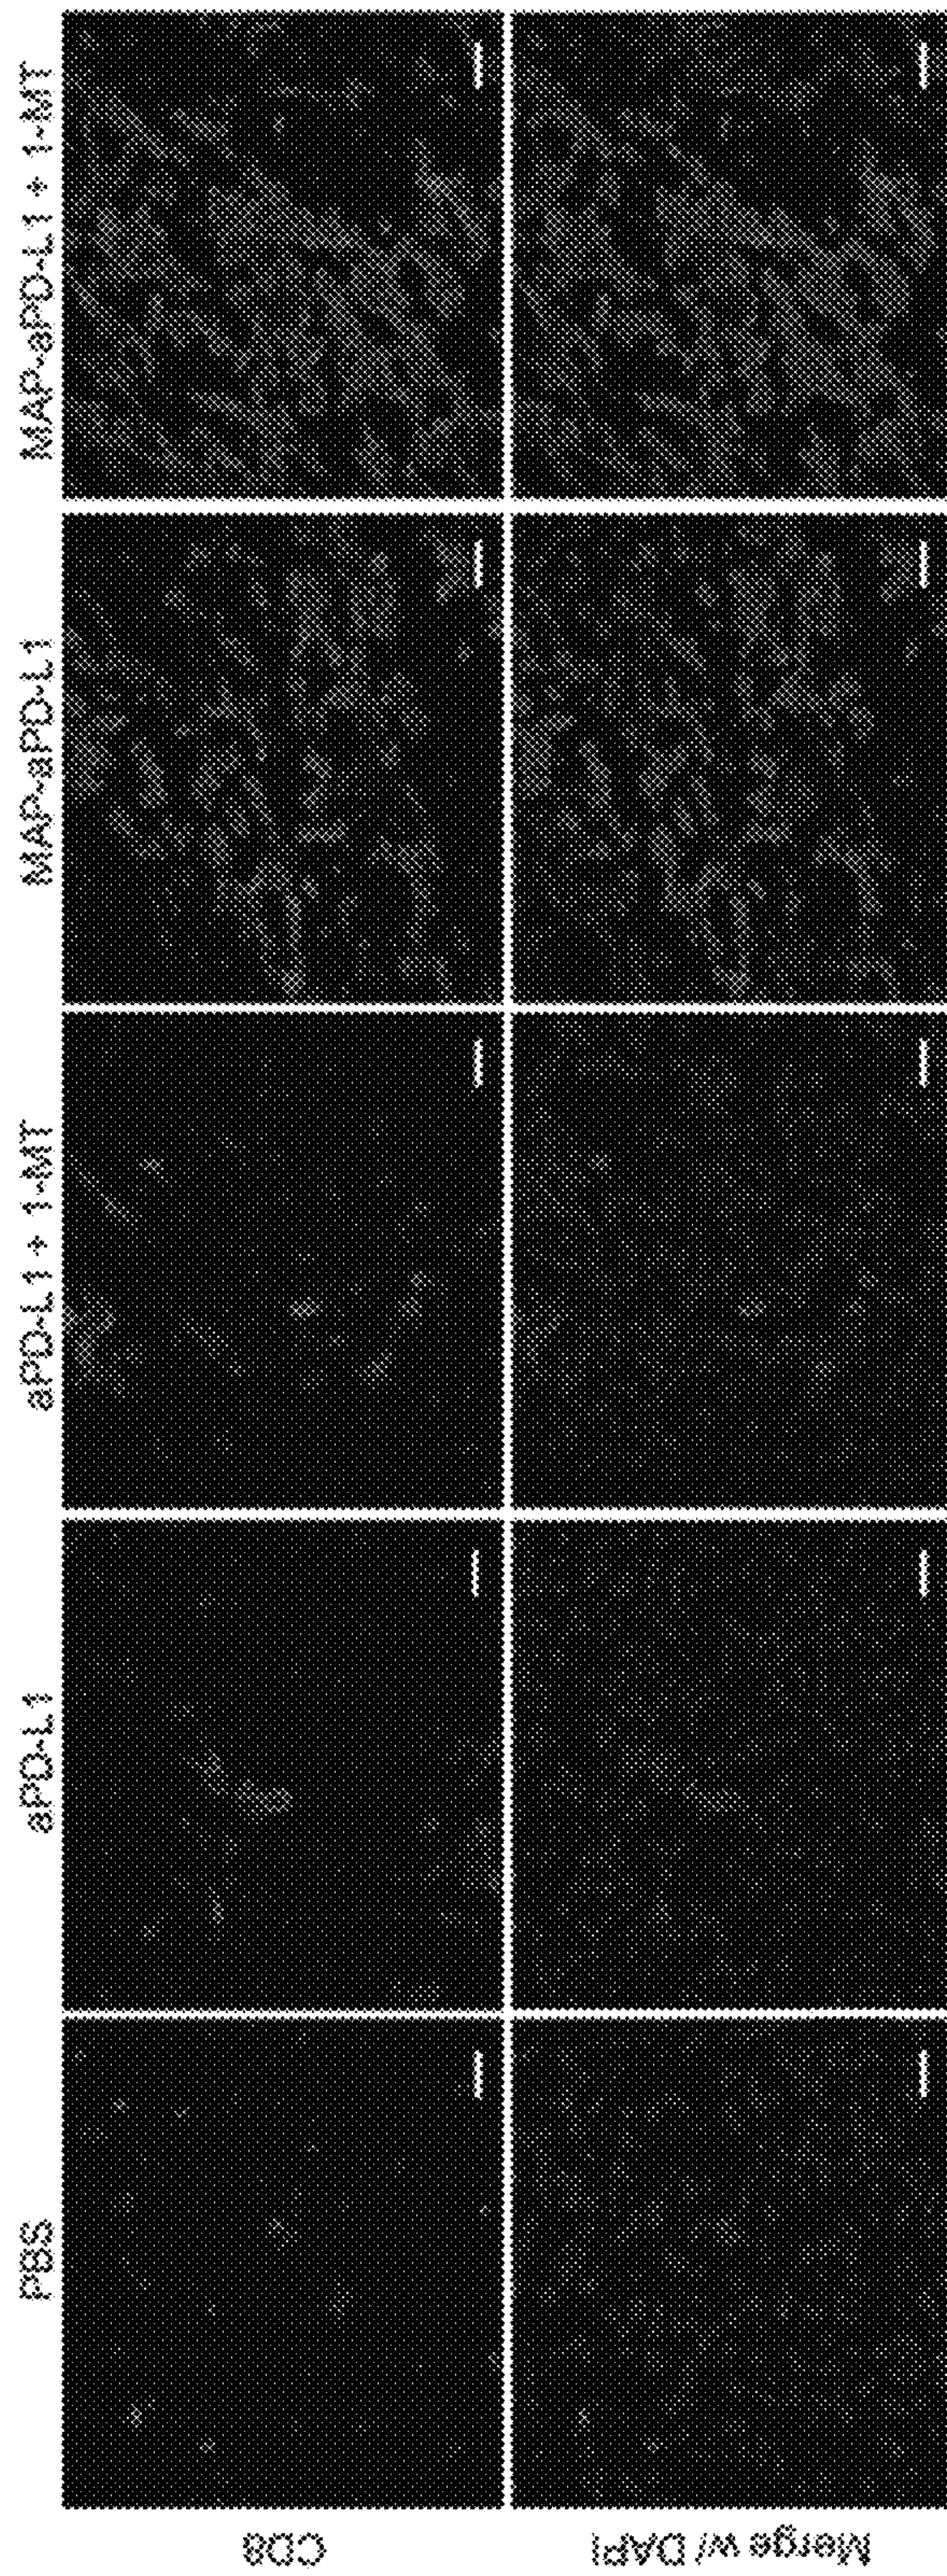 PBS
aPD-L1
aPD-L1 + 1-MT
MAP-aPD-L1
MAP-aPD-L1 + 1-MT
CD8
Merge w/ DAPI